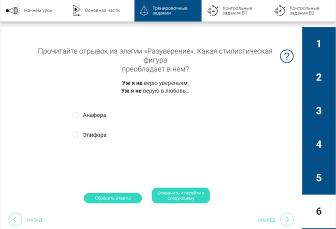 Начнём урок
Основная часть
Тренировочные
задания
Контрольные
задания В1
Контрольные
задания В2
Прочитайте отрывок из элегии «Разуверение». Какая стилистическая
фигура
преобладает в нем?
?
Уж я не верю увереньям,
Уж я не верую в любовь..
Анафора
Эпифора
Сбросить ответы
Сохранить и перейти к
следующему
НАЗАД
ВПЕРЁД
1
2
3
4
5
6